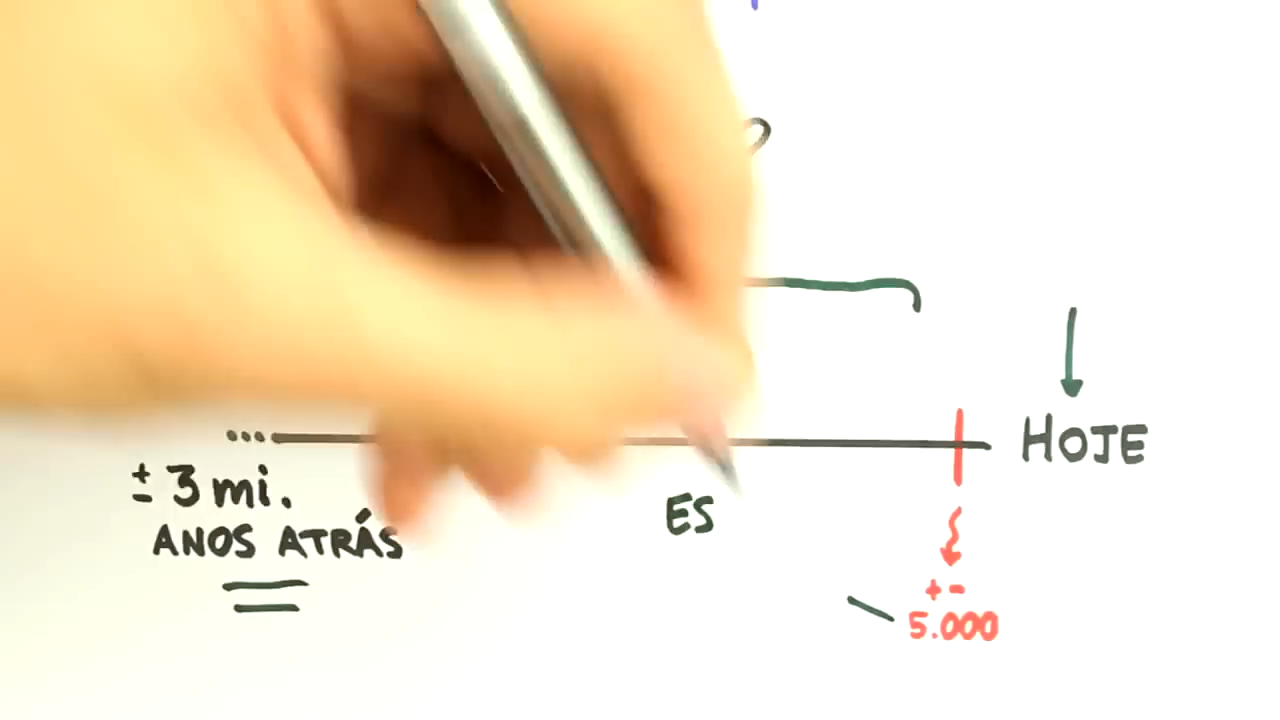 HOJE
± 3 mi.
ANOS ATRÁS
ES
+-
5.000